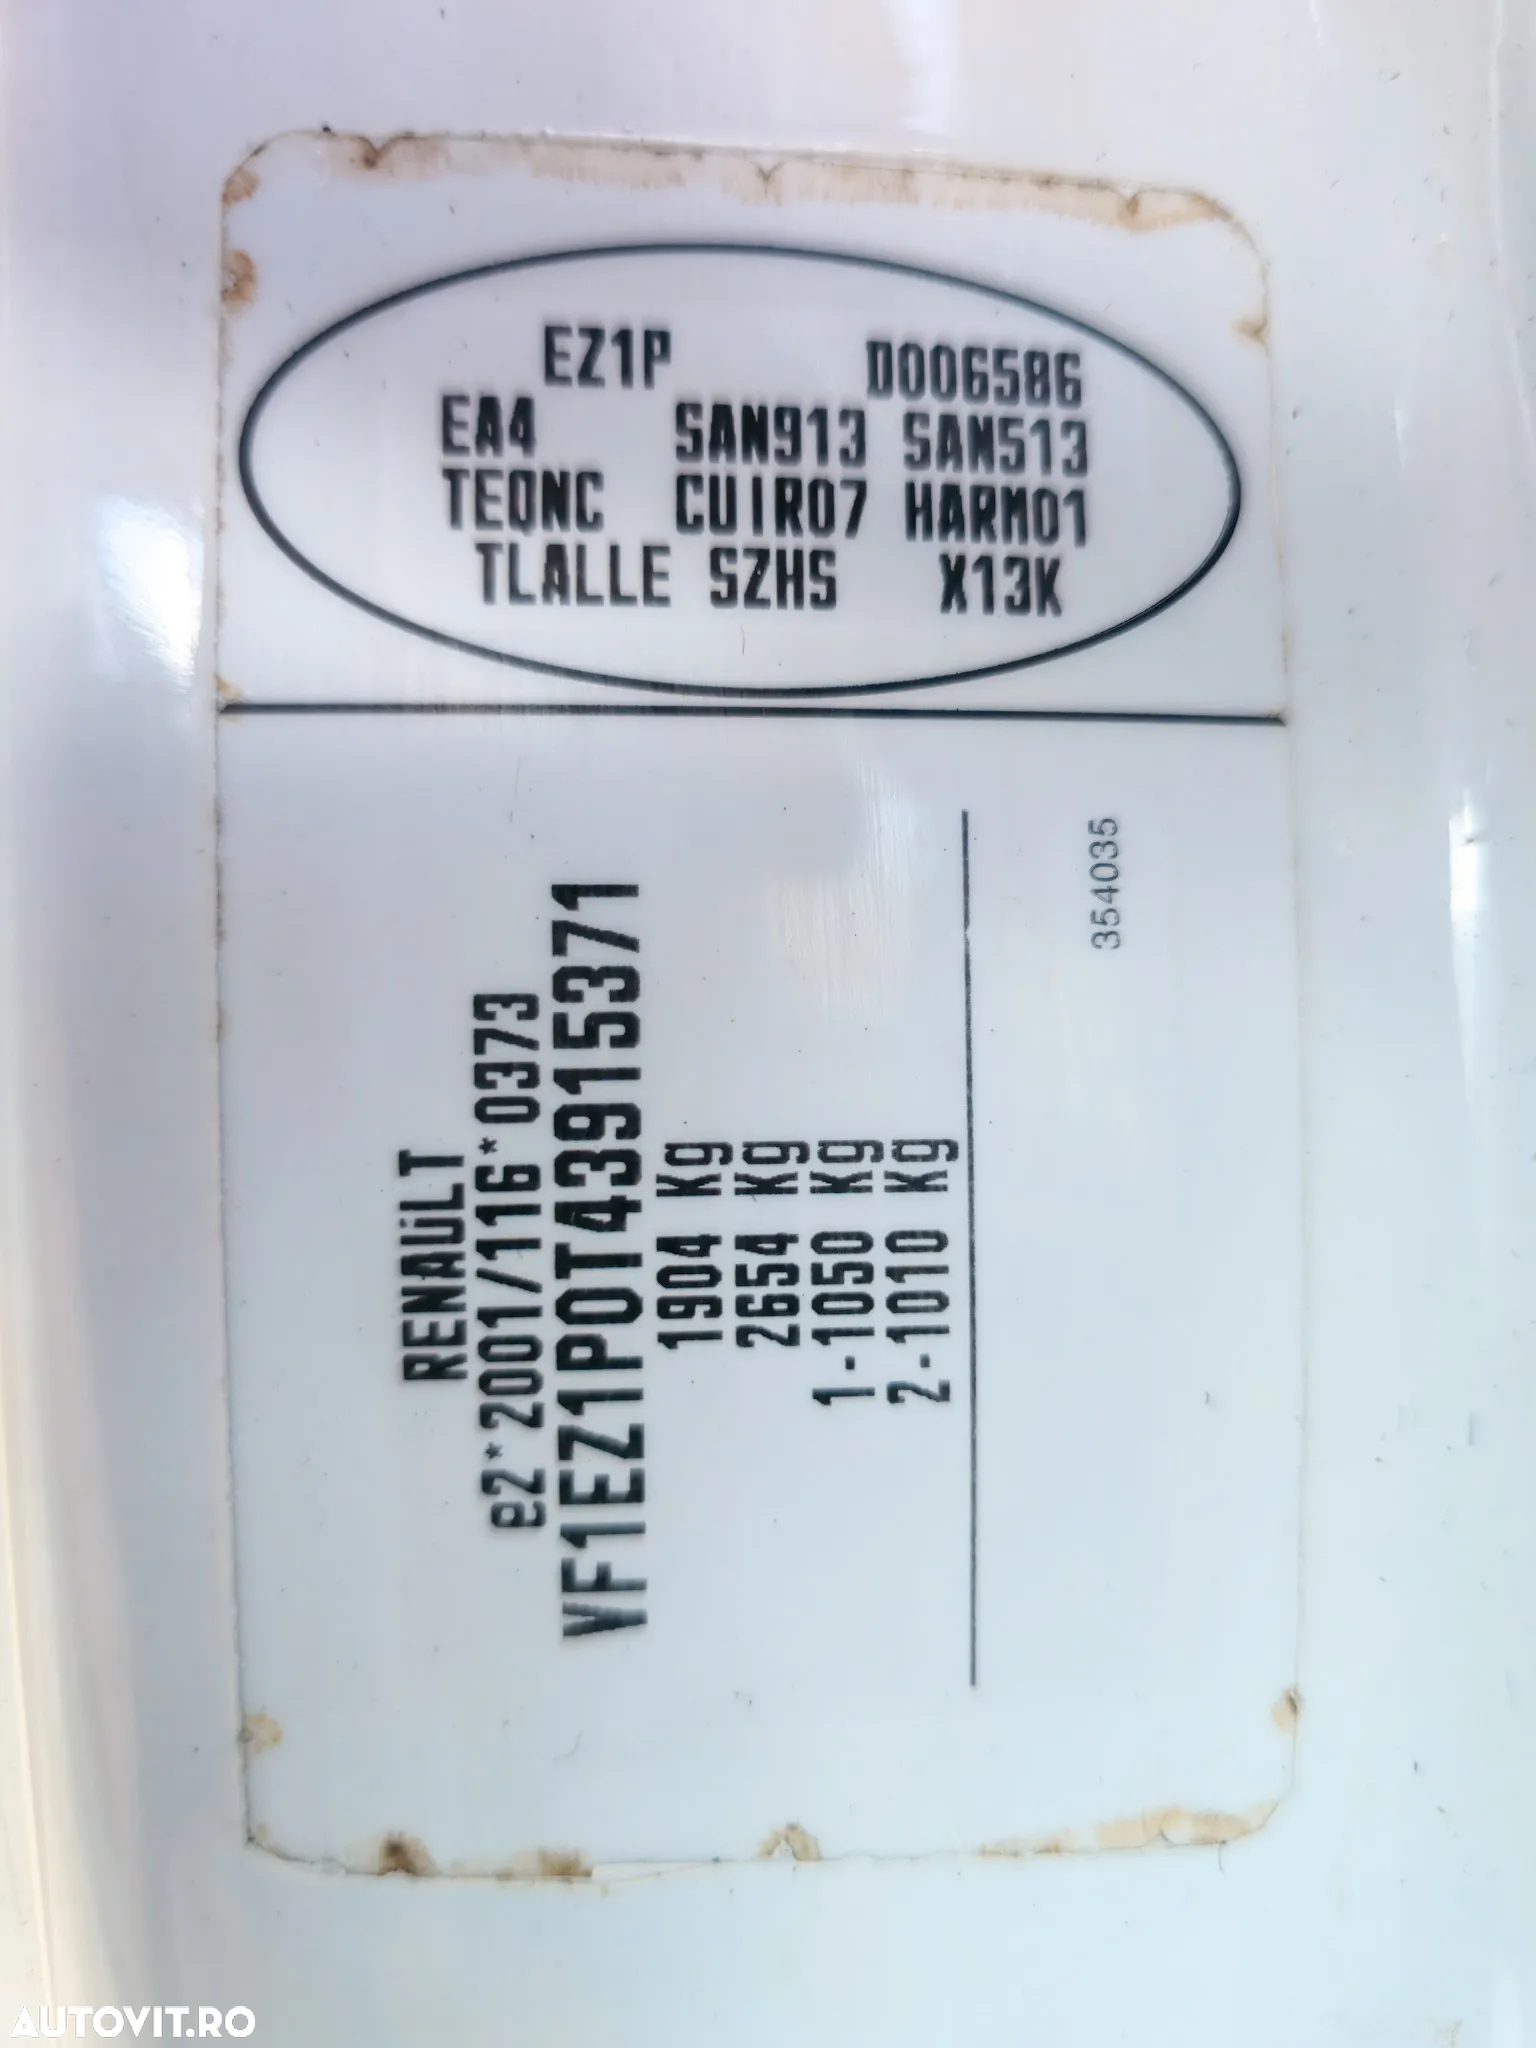 EZ1P D006586
EA4 SAN913 SAN513
TEQNC CUIR07 HARM01
TLALLE SZHS X13K
RENAULT
e2*2001/116*0373
VF1EZ1P0T43915371
1904 Kg
2654 Kg
1-1050 Kg
2-1010 Kg
354035
AUTOVIT.RO